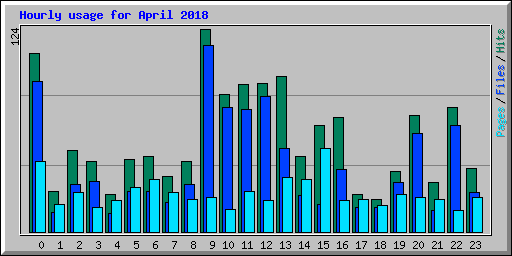 Hourly usage for April 2018
124
Pages / Files / Hits
0 1 2 3 4 5 6 7 8 9 10 11 12 13 14 15 16 17 18 19 20 21 22 23